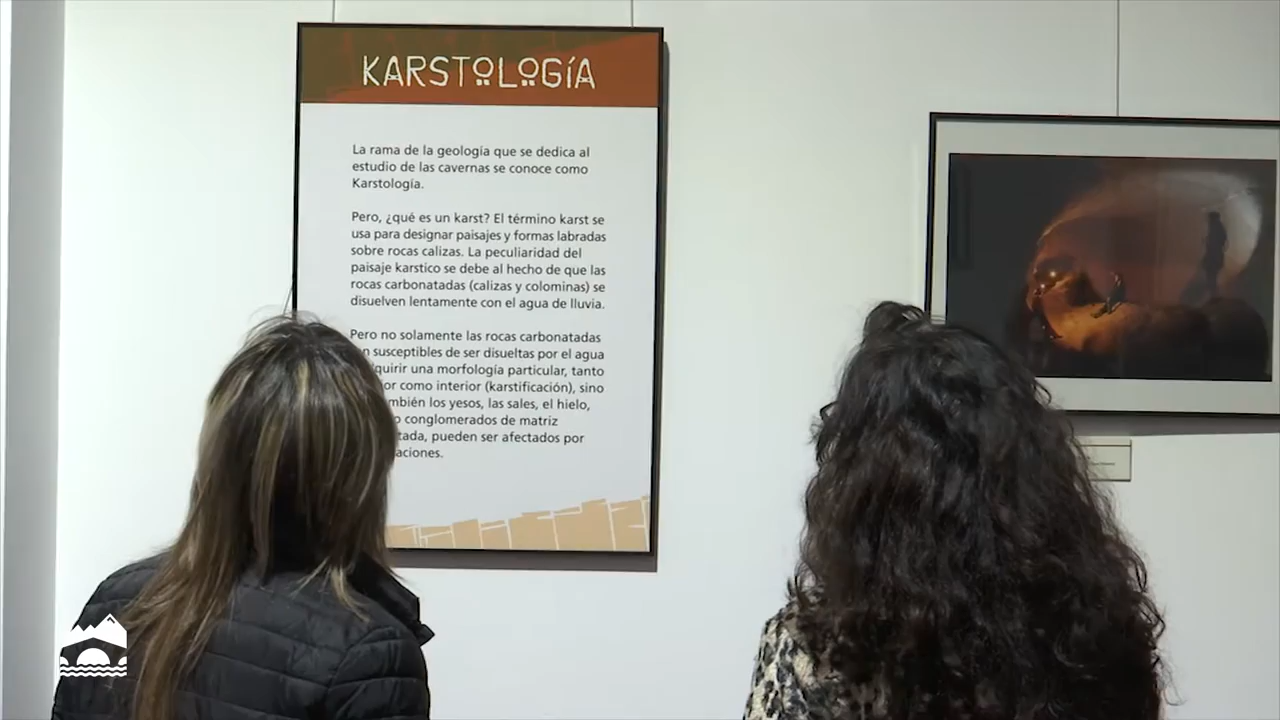 KARSTOLOGÍA
La rama de la geología que se dedica al
estudio de las cavernas se conoce como
Karstología.
Pero, ¿qué es un karst? El término karst se
usa para designar paisajes y formas labradas
sobre rocas calizas. La peculiaridad del
paisaje karstico se debe al hecho de que las
rocas carbonatadas (calizas y colominas) se
disuelven lentamente con el agua de lluvia.
Pero no solamente las rocas carbonatadas
susceptibles de ser disueltas por el agua
una morfología particular, tanto
como interior (karstificación), sino
los yesos, las sales, el hielo,
conglomerados de matriz
pueden ser afectados por